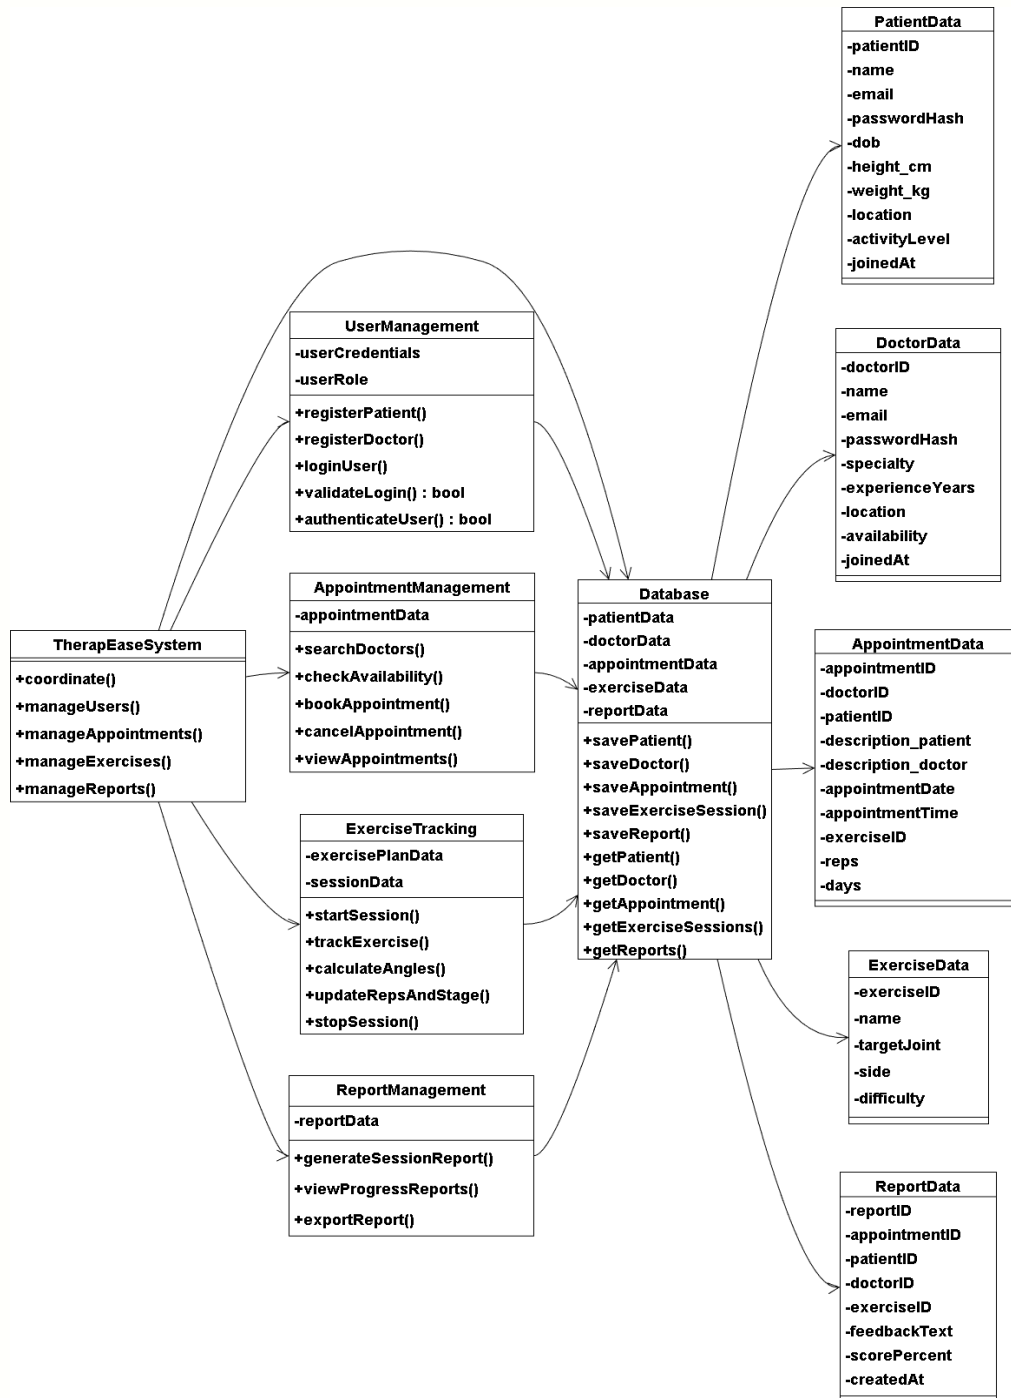 PatientData
-patientID
-name
-email
-passwordHash
-dob
-height_cm
-weight_kg
-location
-activityLevel
-joinedAt
UserManagement
-userCredentials
-userRole
+registerPatient()
+registerDoctor()
+loginUser()
+validateLogin() : bool
+authenticateUser() : bool
DoctorData
-doctorID
-name
-email
-passwordHash
-specialty
-experienceYears
-location
-availability
-joinedAt
AppointmentManagement
-appointmentData
+searchDoctors()
+checkAvailability()
+bookAppointment()
+cancelAppointment()
+viewAppointments()
TherapEaseSystem
+coordinate()
+manageUsers()
+manageAppointments()
+manageExercises()
+manageReports()
Database
-patientData
-doctorData
-appointmentData
-exerciseData
-reportData
+savePatient()
+saveDoctor()
+saveAppointment()
+saveExerciseSession()
+saveReport()
+getPatient()
+getDoctor()
+getAppointment()
+getExerciseSessions()
+getReports()
AppointmentData
-appointmentID
-doctorID
-patientID
-description_patient
-description_doctor
-appointmentDate
-appointmentTime
-exerciseID
-reps
-days
ExerciseTracking
-exercisePlanData
-sessionData
+startSession()
+trackExercise()
+calculateAngles()
+updateRepsAndStage()
+stopSession()
ExerciseData
-exerciseID
-name
-targetJoint
-side
-difficulty
ReportManagement
-reportData
+generateSessionReport()
+viewProgressReports()
+exportReport()
ReportData
-reportID
-appointmentID
-patientID
-doctorID
-exerciseID
-feedbackText
-scorePercent
-createdAt